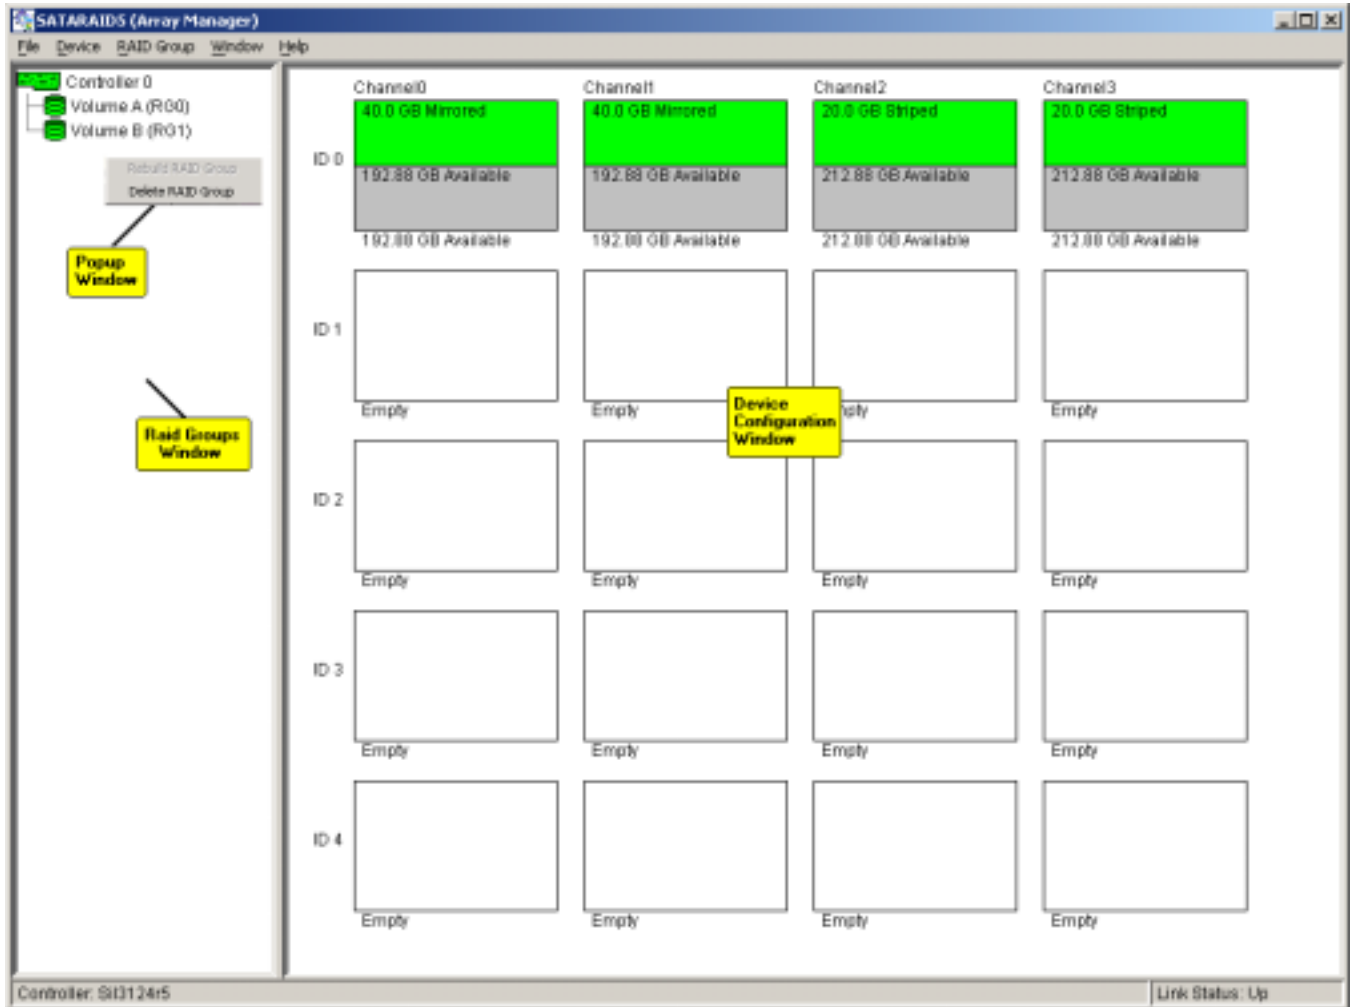 SATARAID5 (Array Manager)
File Device RAID Group Window Help
Controller 0
Volume A (RG0)
Volume B (RG1)
Rebuild RAID Group
Delete RAID Group
Popup
Window
Raid Groups
Window
Channel0 Channel1 Channel2 Channel3
ID 0
40.0 GB Mirrored 40.0 GB Mirrored 20.0 GB Striped 20.0 GB Striped
192.88 GB Available 192.88 GB Available 212.88 GB Available 212.88 GB Available
192.88 GB Available 192.88 GB Available 212.88 GB Available 212.88 GB Available
ID 1
Empty Empty Empty Empty
Device
Configuration
Window
ID 2
Empty Empty Empty Empty
ID 3
Empty Empty Empty Empty
ID 4
Empty Empty Empty Empty
Controller: SiI3124r5 Link Status: Up